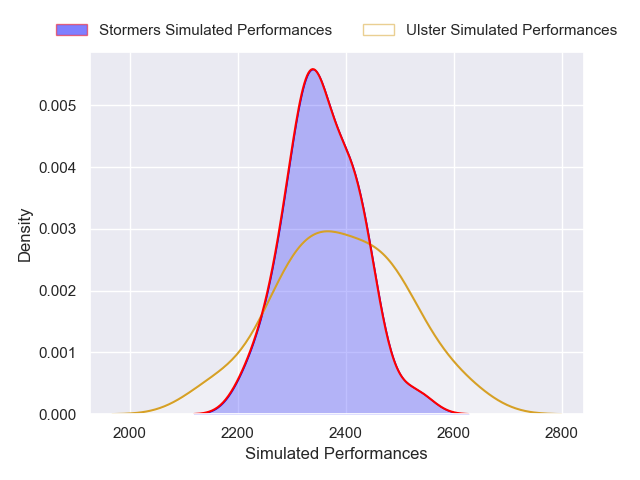 Stormers Simulated Performances
Ulster Simulated Performances
0.005
0.004
0.003
0.002
0.001
0.000
Density
2000
2200
2400
2600
2800
Simulated Performances